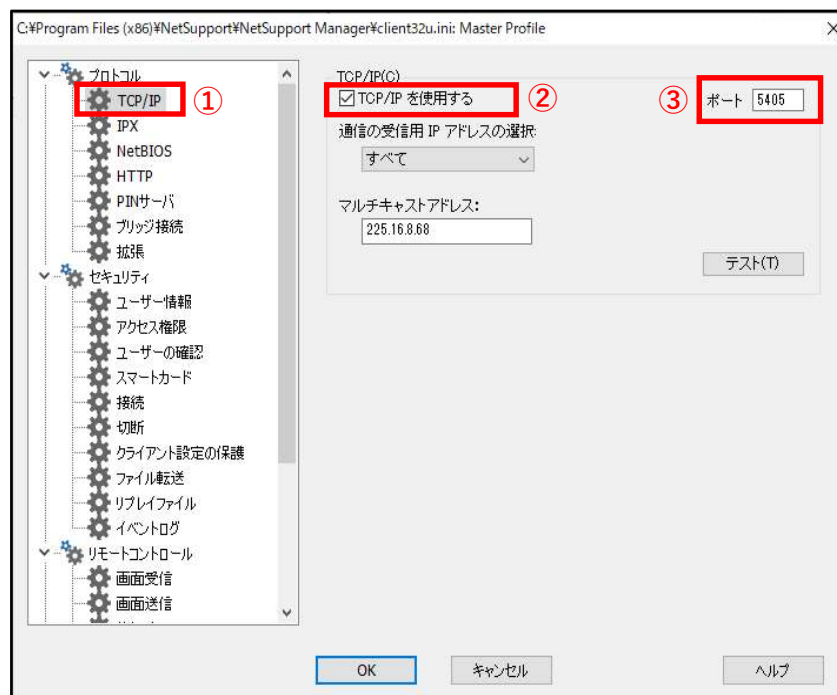 C:¥Program Files (x86)¥NetSupport¥NetSupport Manager¥client32u.ini: Master Profile
プロトコル
TCP/IP
①
IPX
NetBIOS
HTTP
PINサーバ
ブリッジ接続
拡張
セキュリティ
ユーザー情報
アクセス権限
ユーザーの確認
スマートカード
接続
切断
クライアント設定の保護
ファイル転送
リプレイファイル
イベントログ
リモートコントロール
画面受信
画面送信
TCP/IP(C)
TCP/IP を使用する
②
③
ポート 5405
通信の受信用 IP アドレスの選択:
すべて
マルチキャストアドレス:
225.16.8.68
テスト(T)
OK
キャンセル
ヘルプ